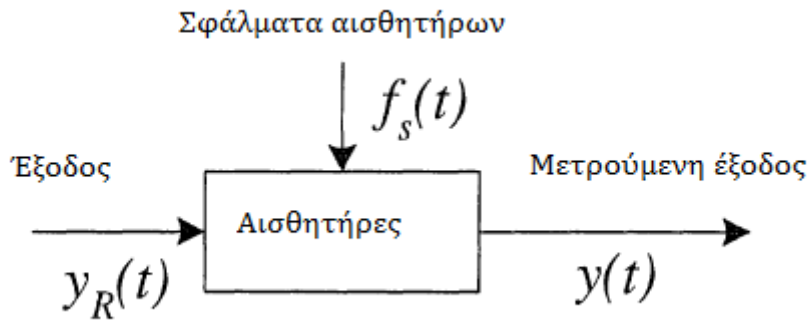 Σφάλματα αισθητήρων
f_s(t)
Έξοδος
Μετρούμενη έξοδος
Αισθητήρες
y_R(t)
y(t)